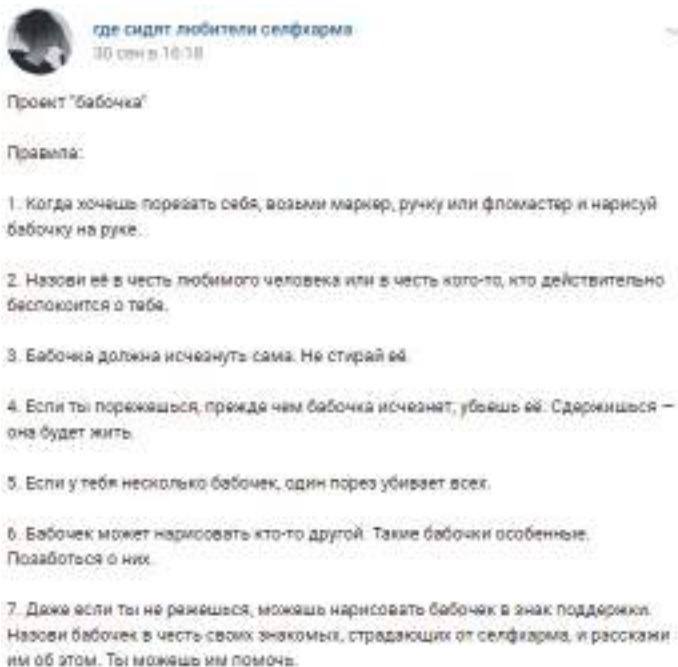 где сидят любители селфхарма
30 сен в 16:18
Проект "бабочка"
Правила:
1. Когда хочешь порезать себя, возьми маркер, ручку или фломастер и нарисуй
бабочку на руке.
2. Назови её в честь любимого человека или в честь кого-то, кто действительно
беспокоится о тебе.
3. Бабочка должна исчезнуть сама. Не стирай её.
4. Если ты порежешься, прежде чем бабочка исчезнет, убьёшь её. Сдержишься —
она будет жить.
5. Если у тебя несколько бабочек, один порез убивает всех.
6. Бабочек может нарисовать кто-то другой. Такие бабочки особенные.
Позаботься о них.
7. Даже если ты не режешься, можешь нарисовать бабочек в знак поддержки.
Назови бабочек в честь своих знакомых, страдающих от селфхарма, и расскажи
им об этом. Ты можешь им помочь.